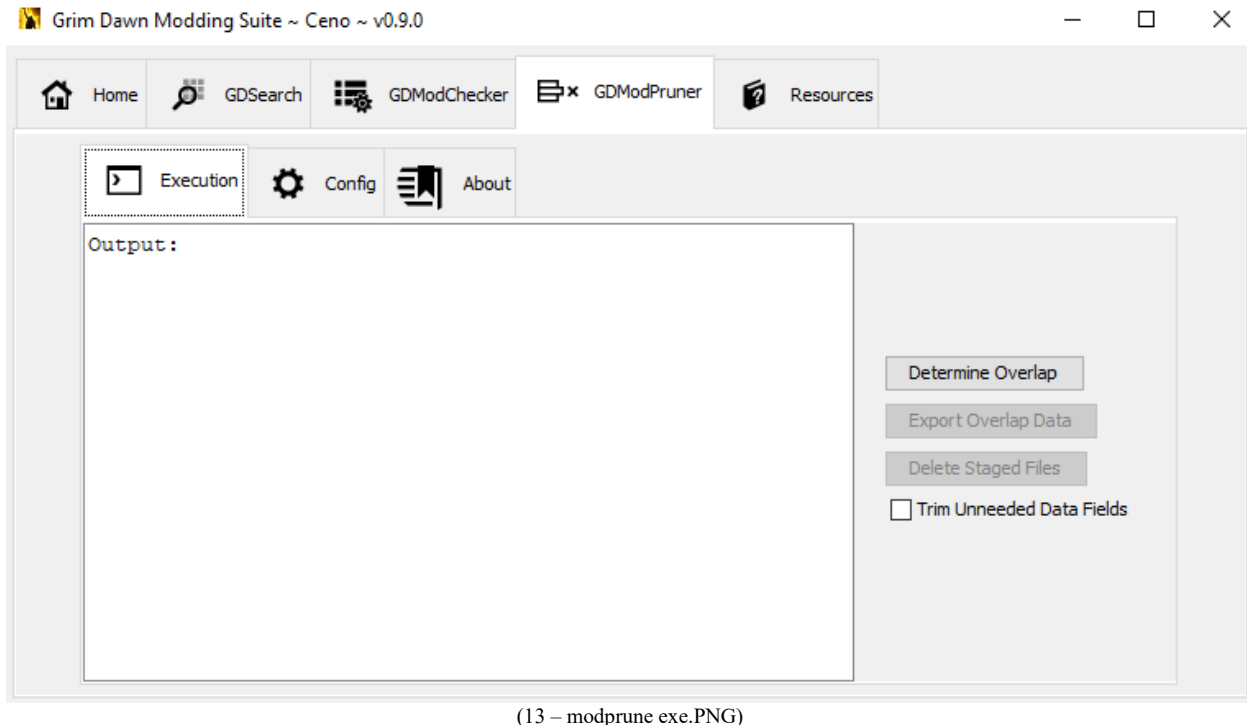 Grim Dawn Modding Suite ~ Ceno ~ v0.9.0
Home GDSearch GDModChecker GDModPruner Resources
Execution Config About
Output:
Determine Overlap
Export Overlap Data
Delete Staged Files
Trim Unneeded Data Fields
(13 – modprune exe.PNG)